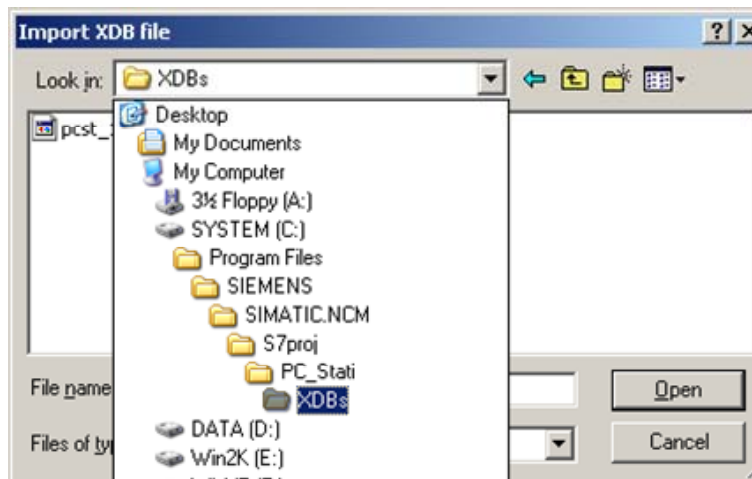 Import XDB file
Look in: XDBs
pcst_
Desktop
My Documents
My Computer
3½ Floppy (A:)
SYSTEM (C:)
Program Files
SIEMENS
SIMATIC.NCM
S7proj
PC_Stati
XDBs
File name Open
DATA (D:)
Files of ty Cancel
Win2K (E:)